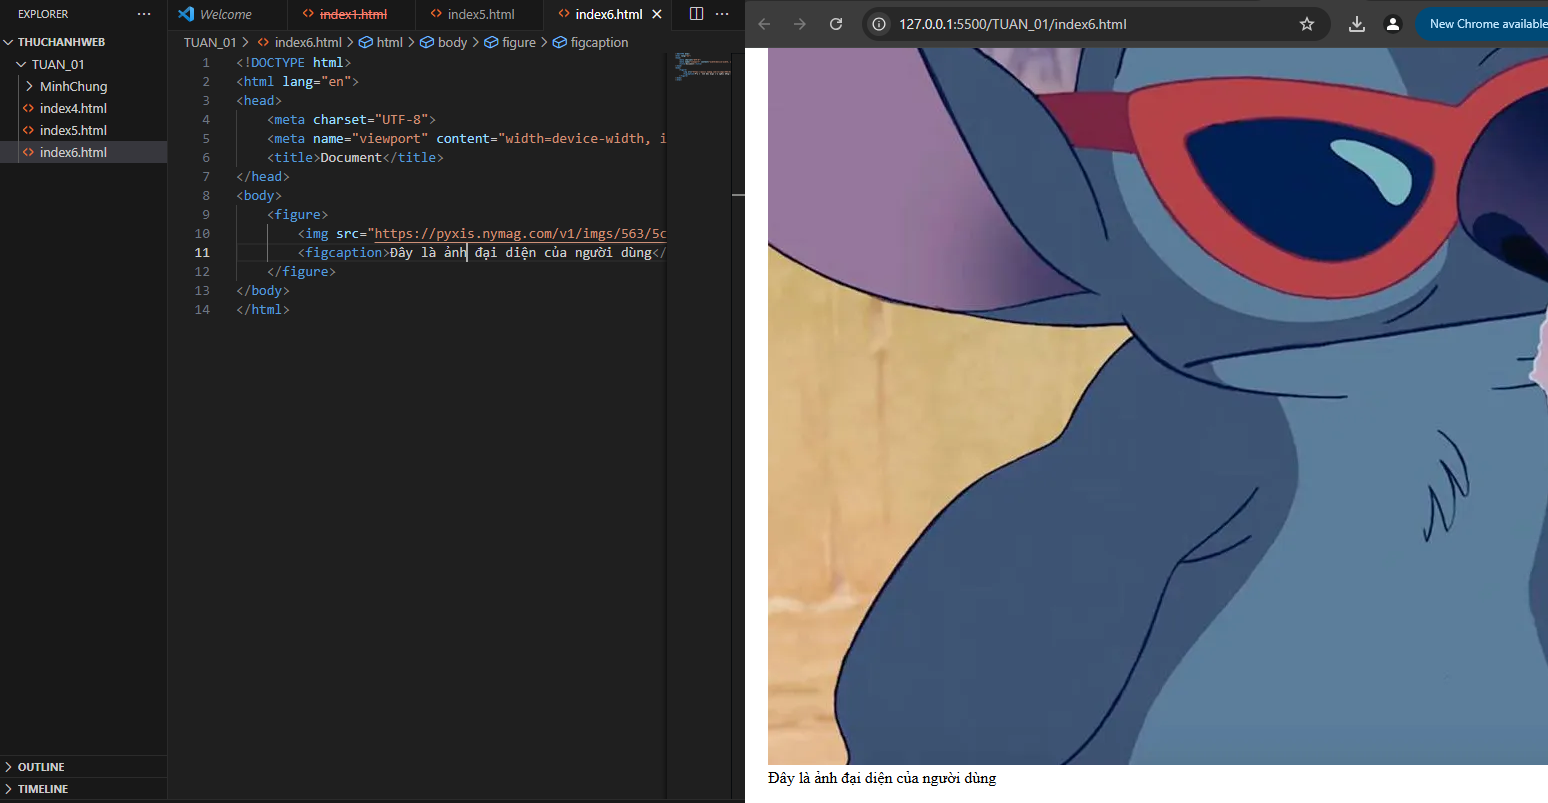 EXPLORER ...
THUCHANHWEB
TUAN_01
MinhChung
index4.html
index5.html
index6.html
OUTLINE
TIMELINE
Welcome index1.html index5.html index6.html
TUAN_01 > index6.html > html > body > figure > figcaption
1 <!DOCTYPE html>
2 <html lang="en">
3 <head>
4 <meta charset="UTF-8">
5 <meta name="viewport" content="width=device-width, i
6 <title>Document</title>
7 </head>
8 <body>
9 <figure>
10 <img src="https://pyxis.nymag.com/v1/imgs/563/5c
11 <figcaption>Đây là ảnh đại diện của người dùng</
12 </figure>
13 </body>
14 </html>
127.0.0.1:5500/TUAN_01/index6.html
New Chrome available
Đây là ảnh đại diện của người dùng